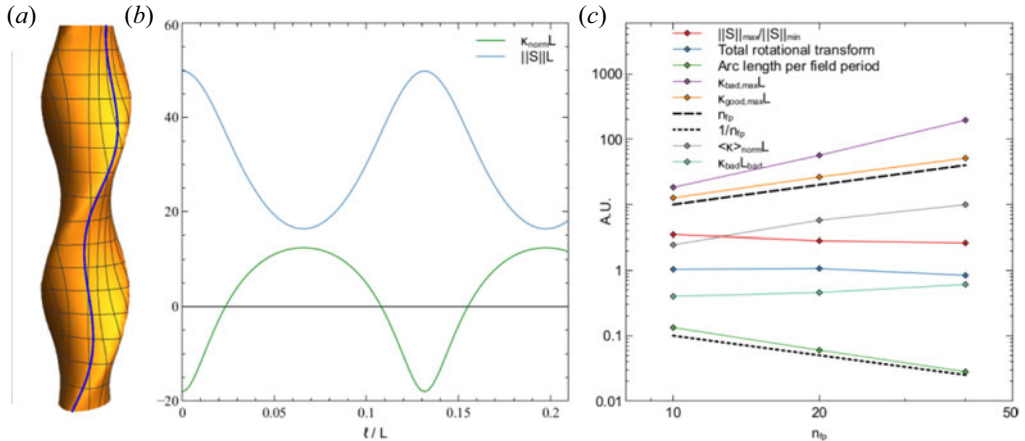 (a)
(b)
(c)
60
40
20
0
−20
κnormL
||S||L
0
0.05
0.1
0.15
0.2
ℓ / L
||S||max/||S||min
Total rotational transform
Arc length per field period
κbad,maxL
κgood,maxL
nfp
1/nfp
<κ>normL
κbadLbad
1000
100
10
1
0.1
0.01
A.U.
10
20
50
nfp